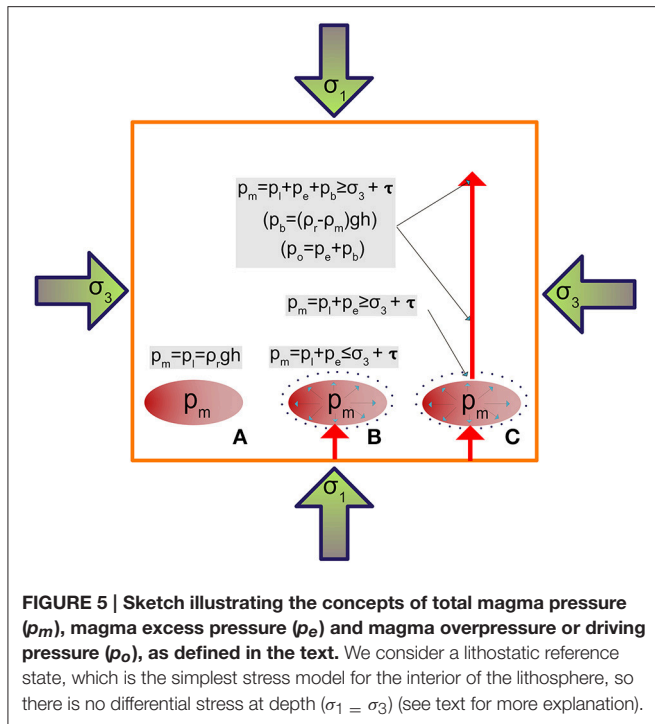 σ1
pm=pl+pe+pb≥σ3 + τ
(pb=(ρr-ρm)gh)
(po=pe+pb)
σ3
σ3
pm=pl+pe≥σ3 + τ
pm=pl=ρrgh
pm=pl+pe≤σ3 + τ
pm
pm
pm
A
B
C
σ1
FIGURE 5 | Sketch illustrating the concepts of total magma pressure
(pm), magma excess pressure (pe) and magma overpressure or driving
pressure (po), as defined in the text. We consider a lithostatic reference
state, which is the simplest stress model for the interior of the lithosphere, so
there is no differential stress at depth (σ1 = σ3) (see text for more explanation).